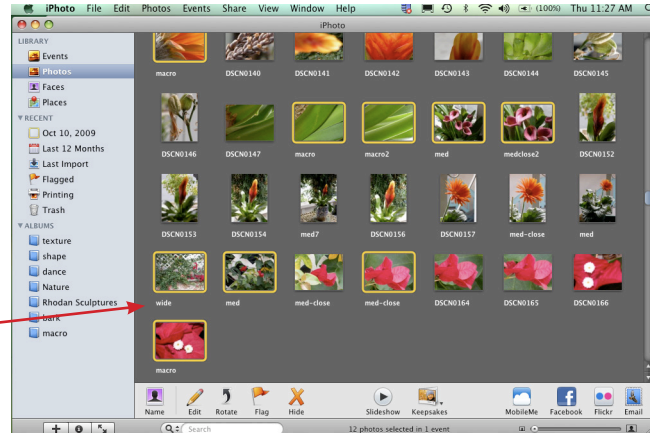 iPhoto File Edit Photos Events Share View Window Help (100%) Thu 11:27 AM
iPhoto
LIBRARY
Events
Photos
Faces
Places
RECENT
Oct 10, 2009
Last 12 Months
Last Import
Flagged
Printing
Trash
ALBUMS
texture
shape
dance
Nature
Rhodan Sculptures
bark
macro
macro DSCN0140 DSCN0141 DSCN0142 DSCN0143 DSCN0144 DSCN0145
DSCN0146 DSCN0147 macro macro2 med medclose2 DSCN0152
DSCN0153 DSCN0154 med7 DSCN0156 DSCN0157 med-close med
wide med med-close med-close DSCN0164 DSCN0165 DSCN0166
macro
Name Edit Rotate Flag Hide Slideshow Keepsakes MobileMe Facebook Flickr Email
Search 12 photos selected in 1 event